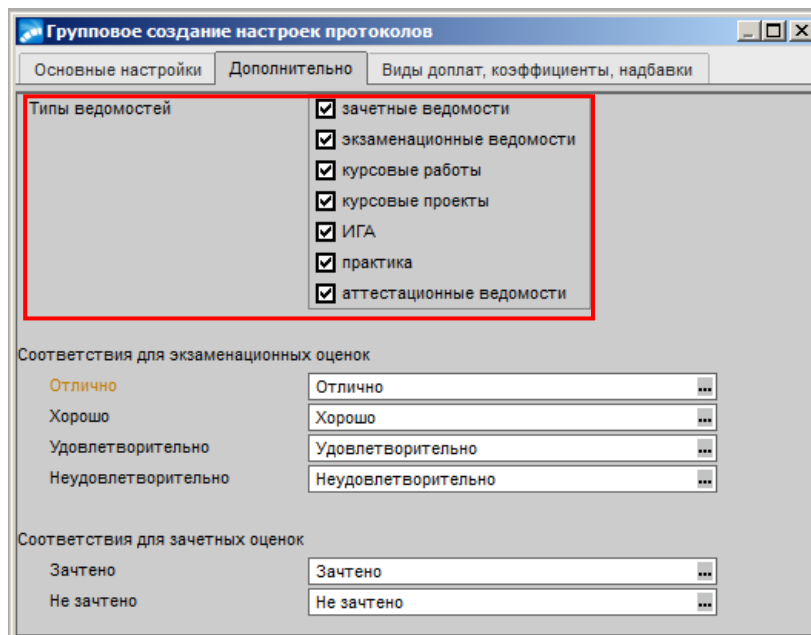 Групповое создание настроек протоколов
Основные настройки Дополнительно Виды доплат, коэффициенты, надбавки
Типы ведомостей зачетные ведомости
экзаменационные ведомости
курсовые работы
курсовые проекты
ИГА
практика
аттестационные ведомости
Соответствия для экзаменационных оценок
Отлично Отлично ...
Хорошо Хорошо ...
Удовлетворительно Удовлетворительно ...
Неудовлетворительно Неудовлетворительно ...
Соответствия для зачетных оценок
Зачтено Зачтено ...
Не зачтено Не зачтено ...